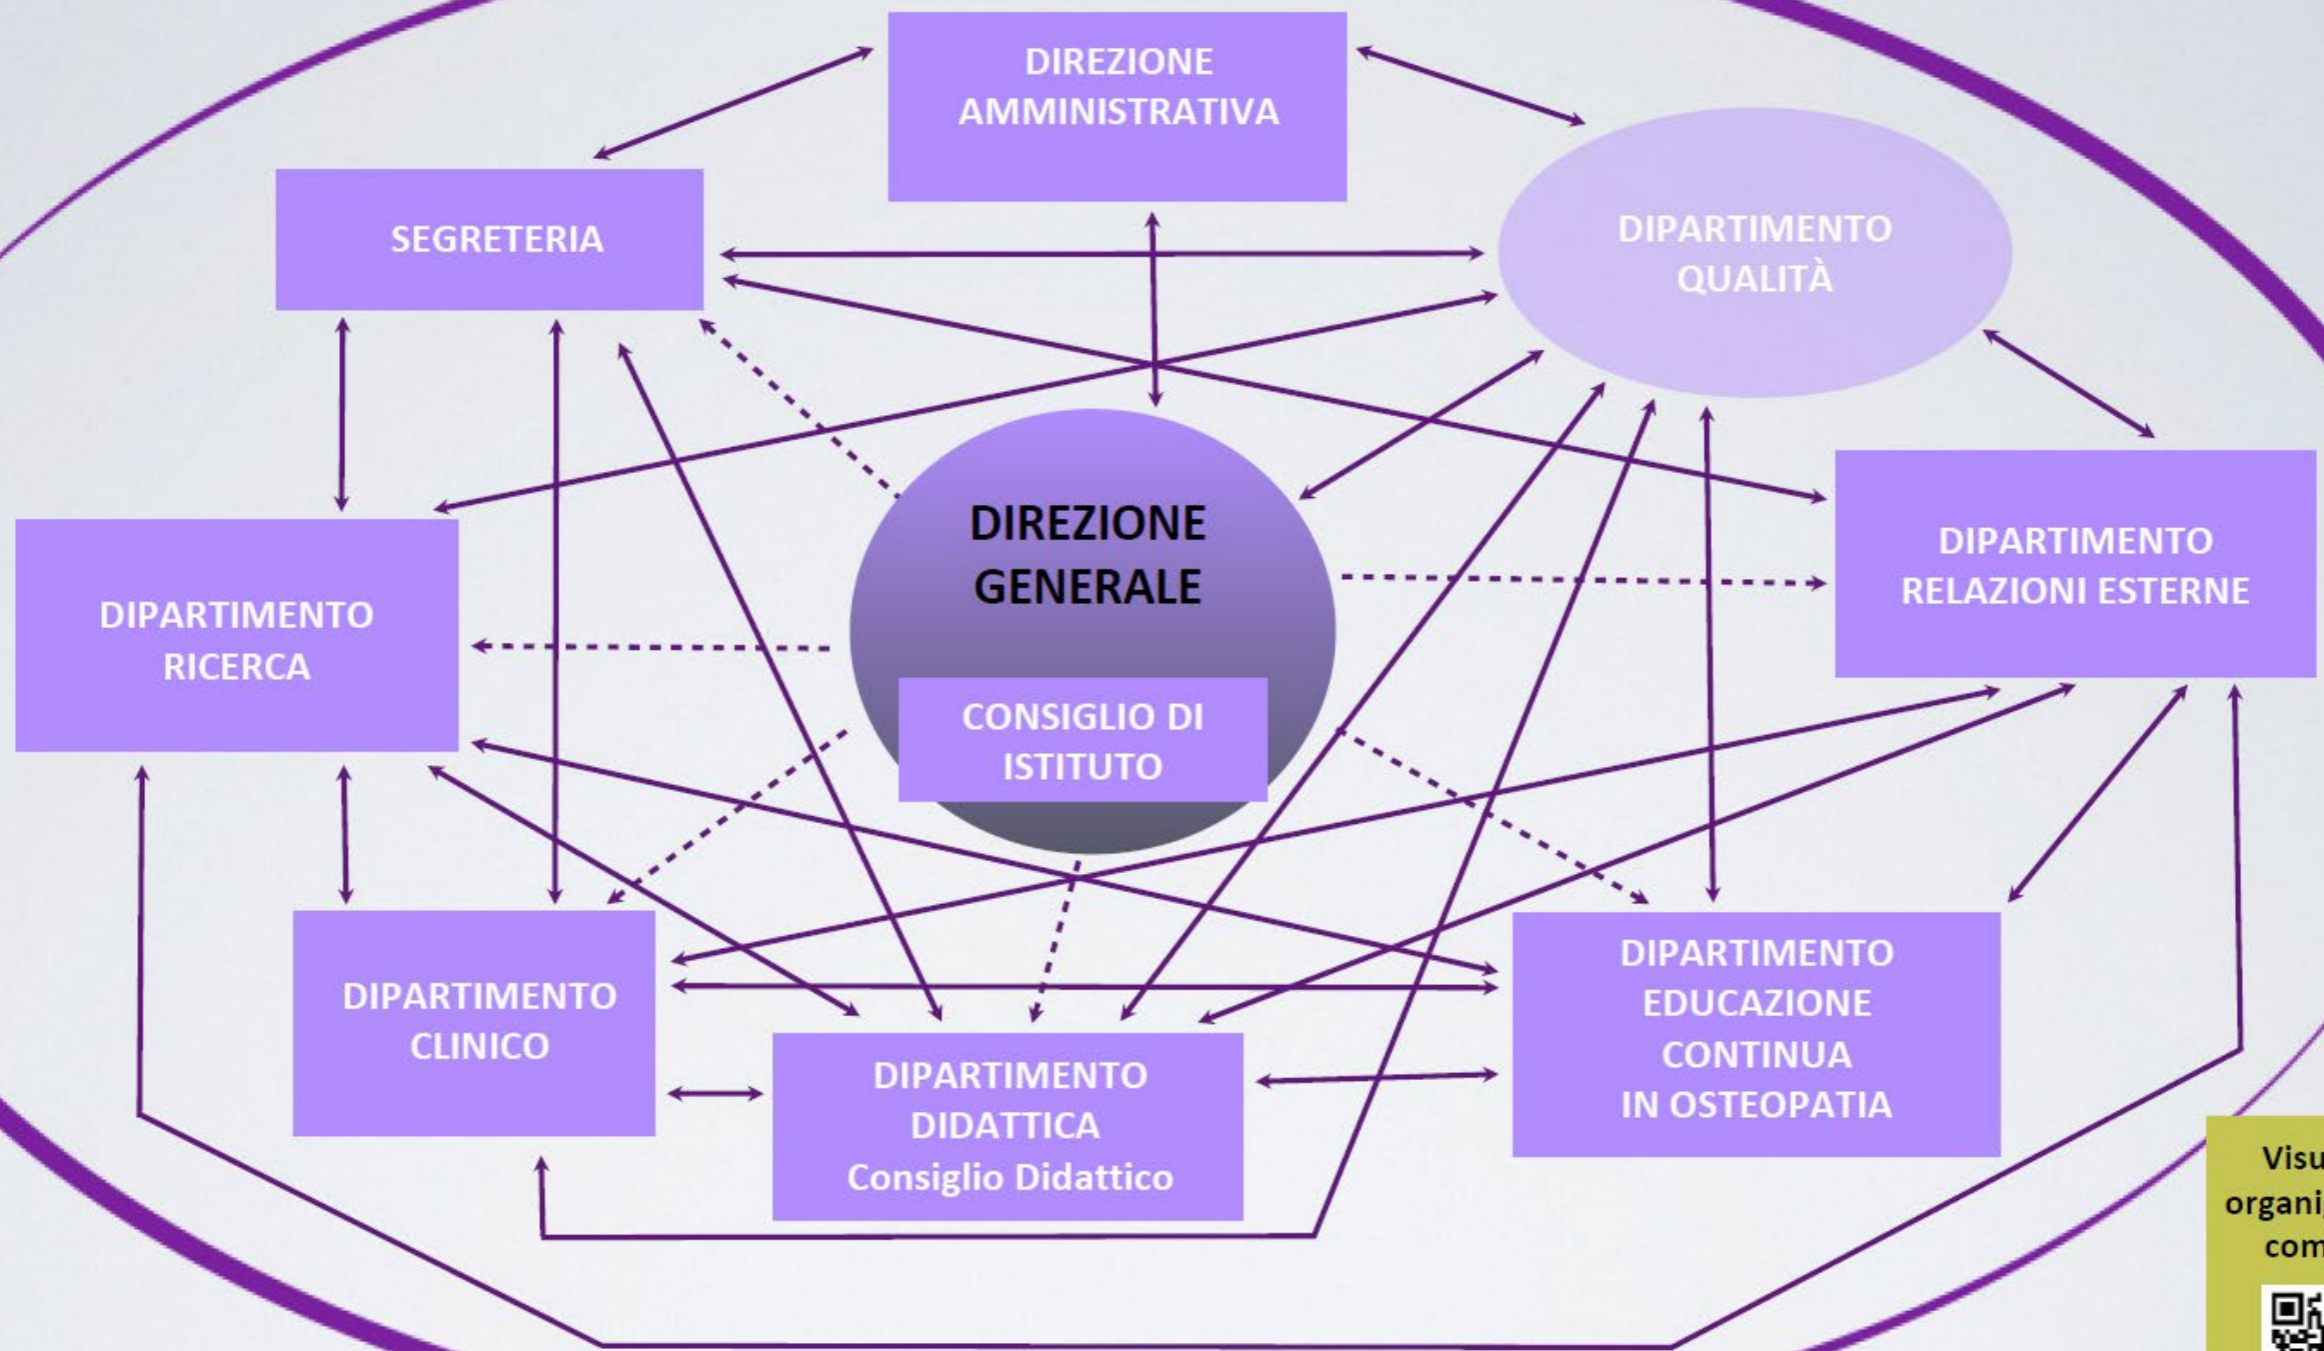 DIREZIONE
AMMINISTRATIVA
SEGRETERIA
DIPARTIMENTO
QUALITÀ
DIREZIONE
GENERALE
CONSIGLIO DI
ISTITUTO
DIPARTIMENTO
RELAZIONI ESTERNE
DIPARTIMENTO
RICERCA
DIPARTIMENTO
CLINICO
DIPARTIMENTO
DIDATTICA
Consiglio Didattico
DIPARTIMENTO
EDUCAZIONE
CONTINUA
IN OSTEOPATIA